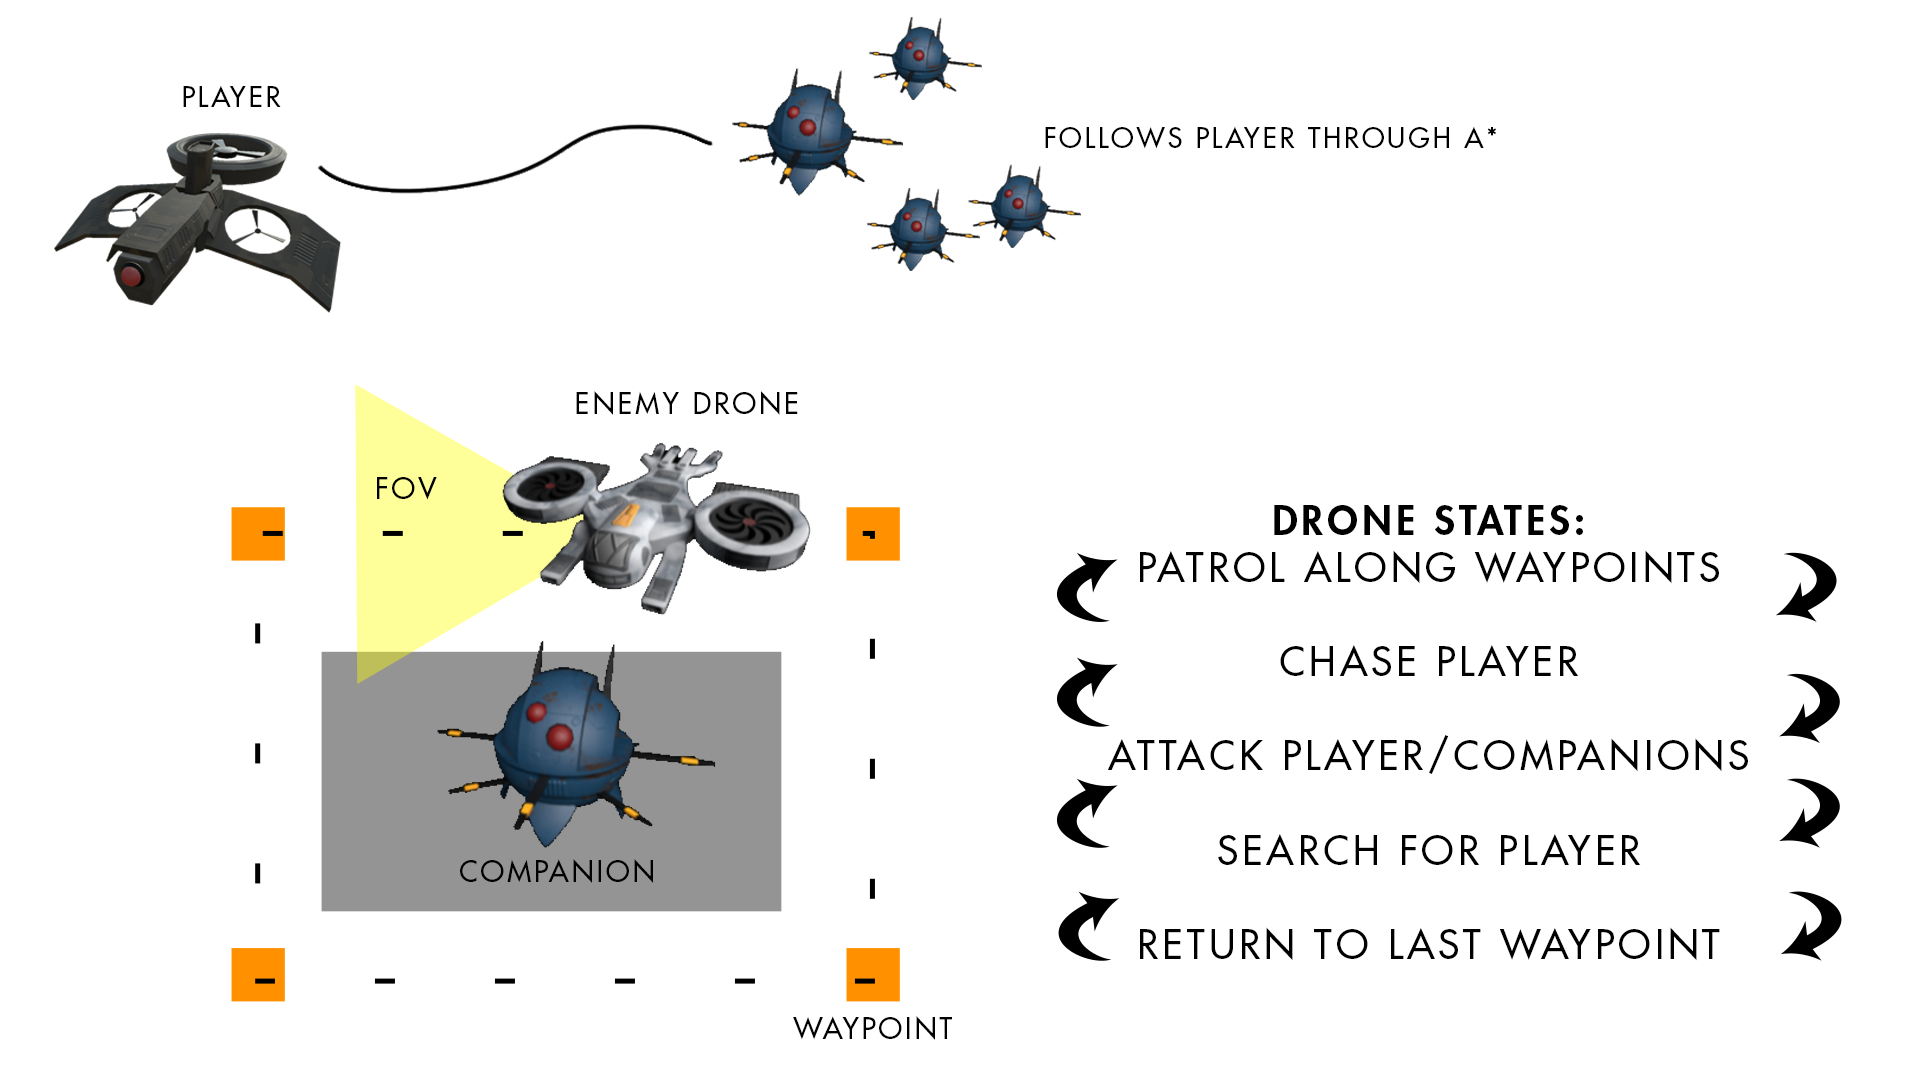 PLAYER
FOLLOWS PLAYER THROUGH A*
ENEMY DRONE
FOV
COMPANION
WAYPOINT
DRONE STATES:
PATROL ALONG WAYPOINTS
CHASE PLAYER
ATTACK PLAYER/COMPANIONS
SEARCH FOR PLAYER
RETURN TO LAST WAYPOINT